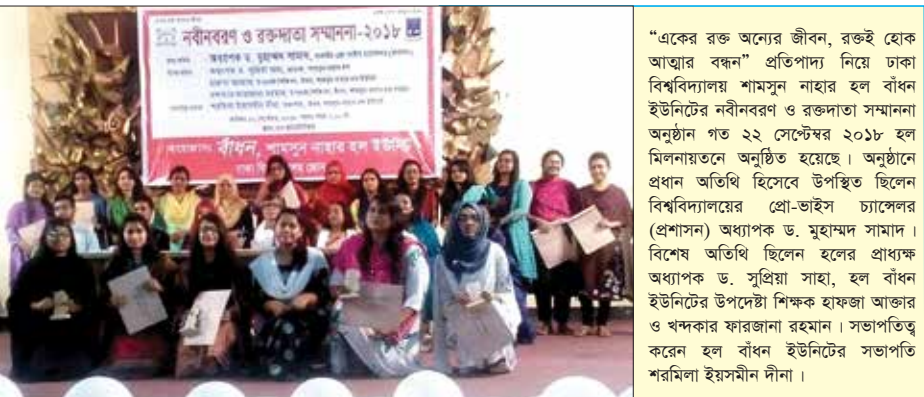 নবীনবরণ ও রক্তদাতা সম্মাননা-২০১৮
অধ্যাপক ড. মুহাম্মদ সামাদ,
বাঁধন, শামসুন নাহার হল ইউনিট
“একের রক্ত অন্যের জীবন, রক্তই হোক
আত্মার বন্ধন” প্রতিপাদ্য নিয়ে ঢাকা
বিশ্ববিদ্যালয় শামসুন নাহার হল বাঁধন
ইউনিটের নবীনবরণ ও রক্তদাতা সম্মাননা
অনুষ্ঠান গত ২২ সেপ্টেম্বর ২০১৮ হল
মিলনায়তনে অনুষ্ঠিত হয়েছে। অনুষ্ঠানে
প্রধান অতিথি হিসেবে উপস্থিত ছিলেন
বিশ্ববিদ্যালয়ের প্রো-ভাইস চ্যান্সেলর
(প্রশাসন) অধ্যাপক ড. মুহাম্মদ সামাদ।
বিশেষ অতিথি ছিলেন হলের প্রাধ্যক্ষ
অধ্যাপক ড. সুপ্রিয়া সাহা, হল বাঁধন
ইউনিটের উপদেষ্টা শিক্ষক হাফজা আক্তার
ও খন্দকার ফারজানা রহমান। সভাপতিত্ব
করেন হল বাঁধন ইউনিটের সভাপতি
শরমিলা ইয়সমীন দীনা।